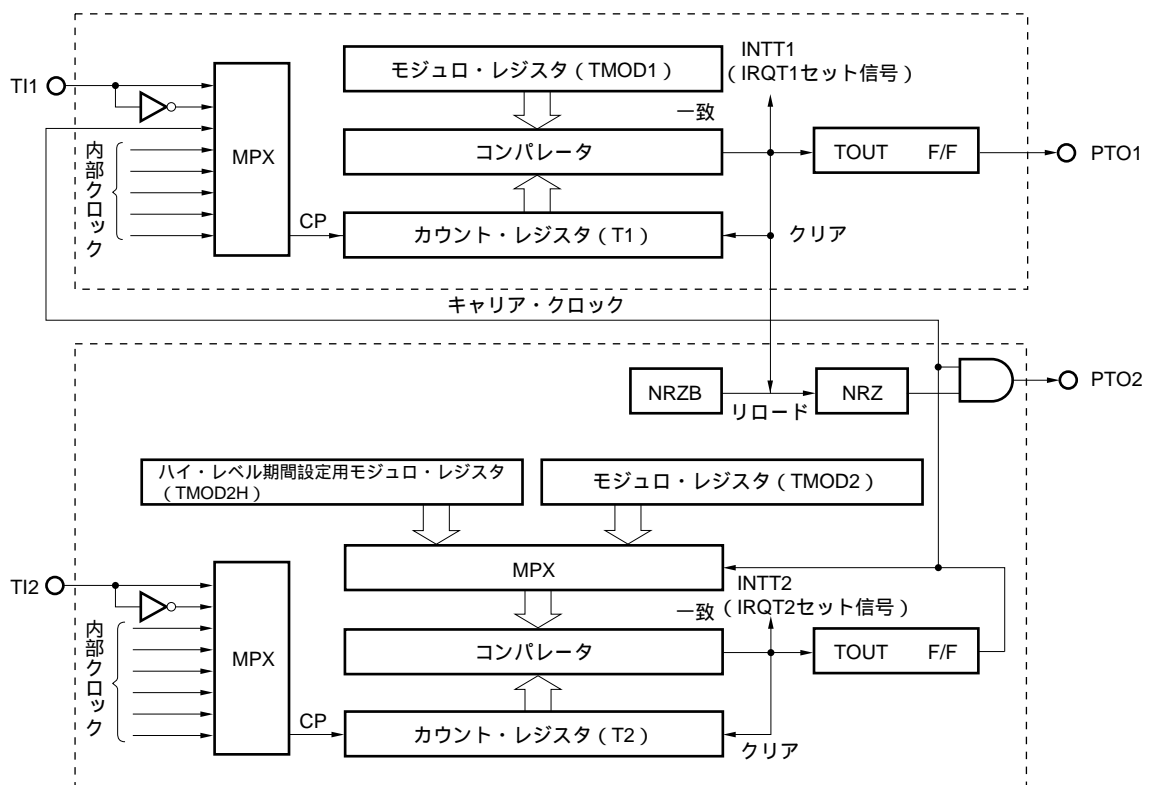 INTT1
モジュロ・レジスタ（TMOD1）
（IRQT1セット信号）
TI1
一致
MPX
コンパレータ
TOUT F/F
PTO1
内部クロック
CP
カウント・レジスタ（T1）
クリア
キャリア・クロック
PTO2
NRZB
リロード
NRZ
ハイ・レベル期間設定用モジュロ・レジスタ
（TMOD2H）
モジュロ・レジスタ（TMOD2）
MPX
TI2
INTT2
一致
（IRQT2セット信号）
内部クロック
MPX
コンパレータ
TOUT F/F
CP
カウント・レジスタ（T2）
クリア